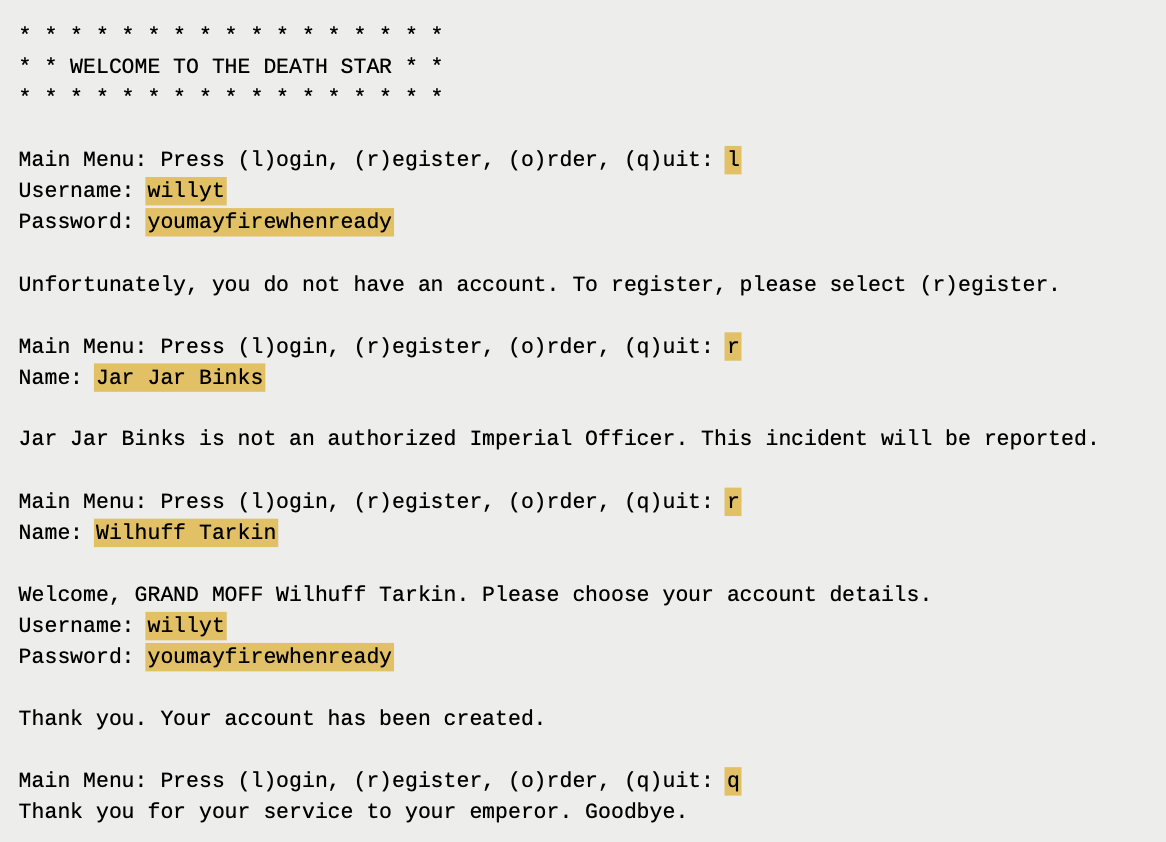 * * * * * * * * * * * * * * * * *
* * WELCOME TO THE DEATH STAR * *
* * * * * * * * * * * * * * * * *
Main Menu: Press (l)ogin, (r)egister, (o)rder, (q)uit: l
Username: willyt
Password: youmayfirewhenready
Unfortunately, you do not have an account. To register, please select (r)egister.
Main Menu: Press (l)ogin, (r)egister, (o)rder, (q)uit: r
Name: Jar Jar Binks
Jar Jar Binks is not an authorized Imperial Officer. This incident will be reported.
Main Menu: Press (l)ogin, (r)egister, (o)rder, (q)uit: r
Name: Wilhuff Tarkin
Welcome, GRAND MOFF Wilhuff Tarkin. Please choose your account details.
Username: willyt
Password: youmayfirewhenready
Thank you. Your account has been created.
Main Menu: Press (l)ogin, (r)egister, (o)rder, (q)uit: q
Thank you for your service to your emperor. Goodbye.